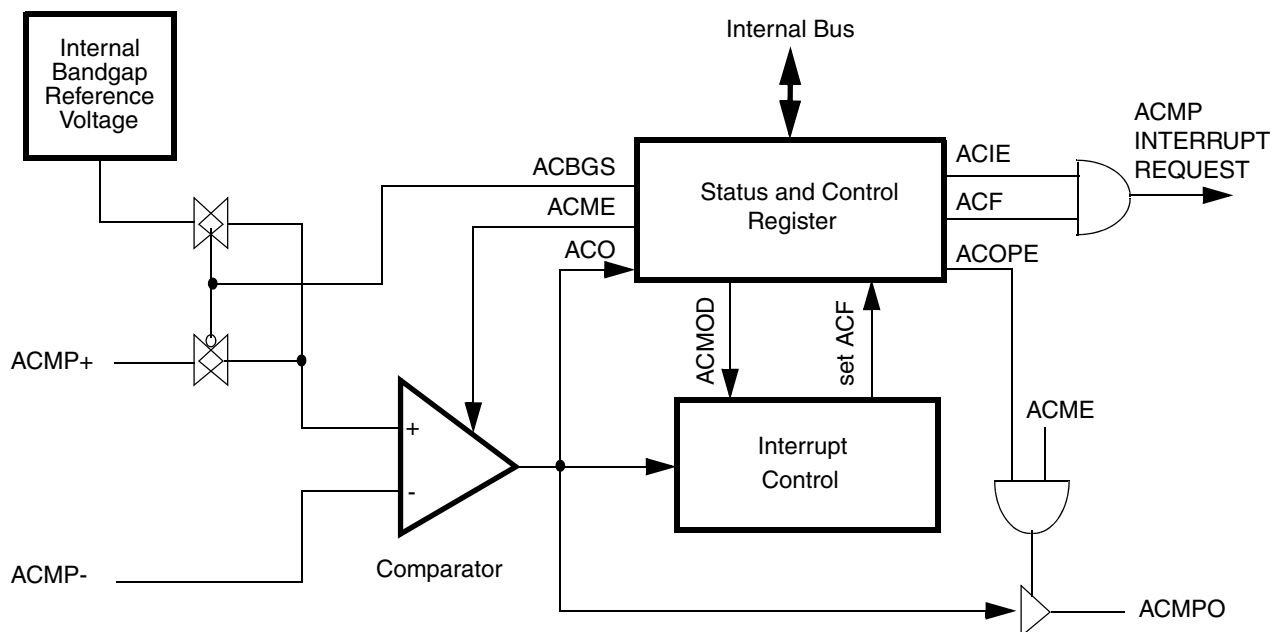 Internal
Bandgap
Reference
Voltage
Internal Bus
ACMP
INTERRUPT
REQUEST
ACBGS
ACME
ACO
Status and Control
Register
ACIE
ACF
ACOPE
ACMOD
set ACF
ACMP+
ACME
+
-
Interrupt
Control
Comparator
ACMP-
ACMPO